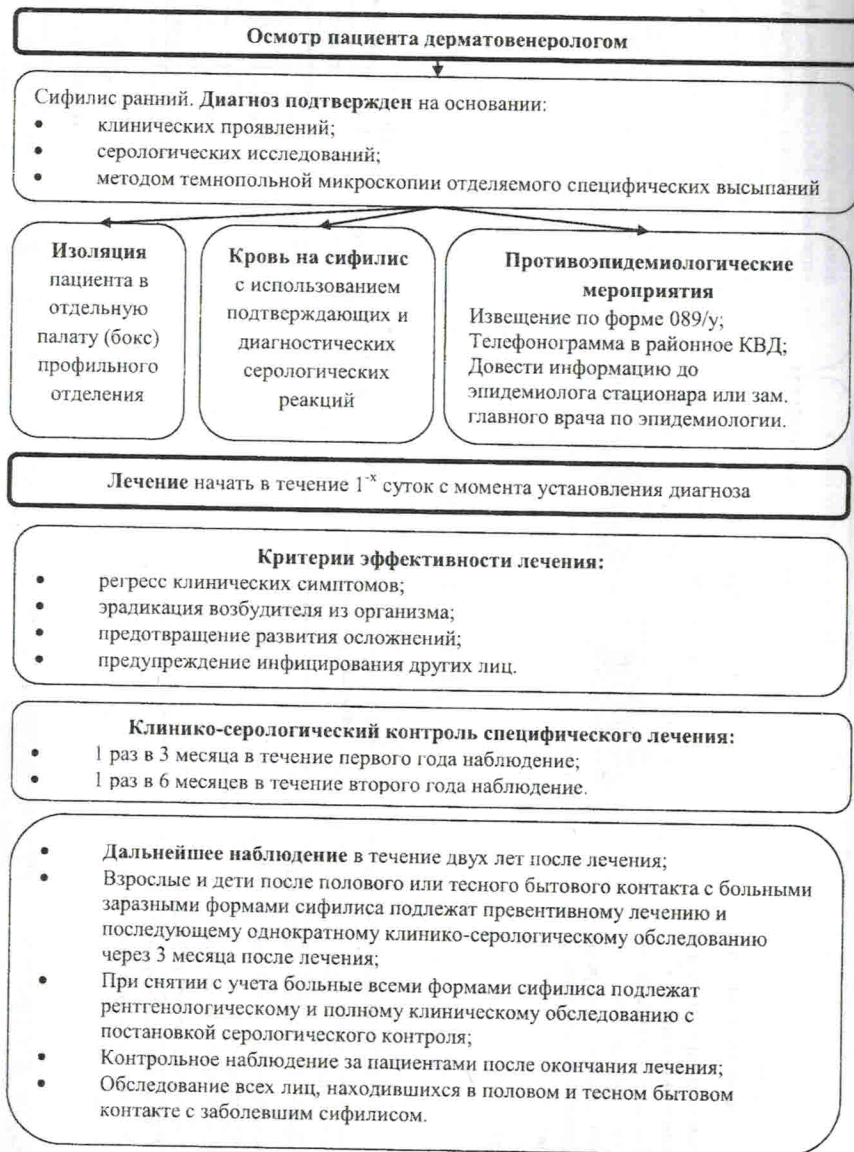 Осмотр пациента дерматовенерологом
Сифилис ранний. Диагноз подтвержден на основании:
• клинических проявлений;
• серологических исследований;
• методом темнопольной микроскопии отделяемого специфических высыпаний
Изоляция
пациента в
отдельную
палату (бокс)
профильного
отделения
Кровь на сифилис
с использованием
подтверждающих и
диагностических
серологических
реакций
Противоэпидемиологические
мероприятия
Извещение по форме 089/у;
Телефонограмма в районное КВД;
Довести информацию до
эпидемиолога стационара или зам.
главного врача по эпидемиологии.
Лечение начать в течение 1-х суток с момента установления диагноза
Критерии эффективности лечения:
• регресс клинических симптомов;
• эрадикация возбудителя из организма;
• предотвращение развития осложнений;
• предупреждение инфицирования других лиц.
Клинико-серологический контроль специфического лечения:
• 1 раз в 3 месяца в течение первого года наблюдение;
• 1 раз в 6 месяцев в течение второго года наблюдение.
• Дальнейшее наблюдение в течение двух лет после лечения;
• Взрослые и дети после полового или тесного бытового контакта с больными
заразными формами сифилиса подлежат превентивному лечению и
последующему однократному клинико-серологическому обследованию
через 3 месяца после лечения;
• При снятии с учета больные всеми формами сифилиса подлежат
рентгенологическому и полному клиническому обследованию с
постановкой серологического контроля;
• Контрольное наблюдение за пациентами после окончания лечения;
• Обследование всех лиц, находившихся в половом и тесном бытовом
контакте с заболевшим сифилисом.